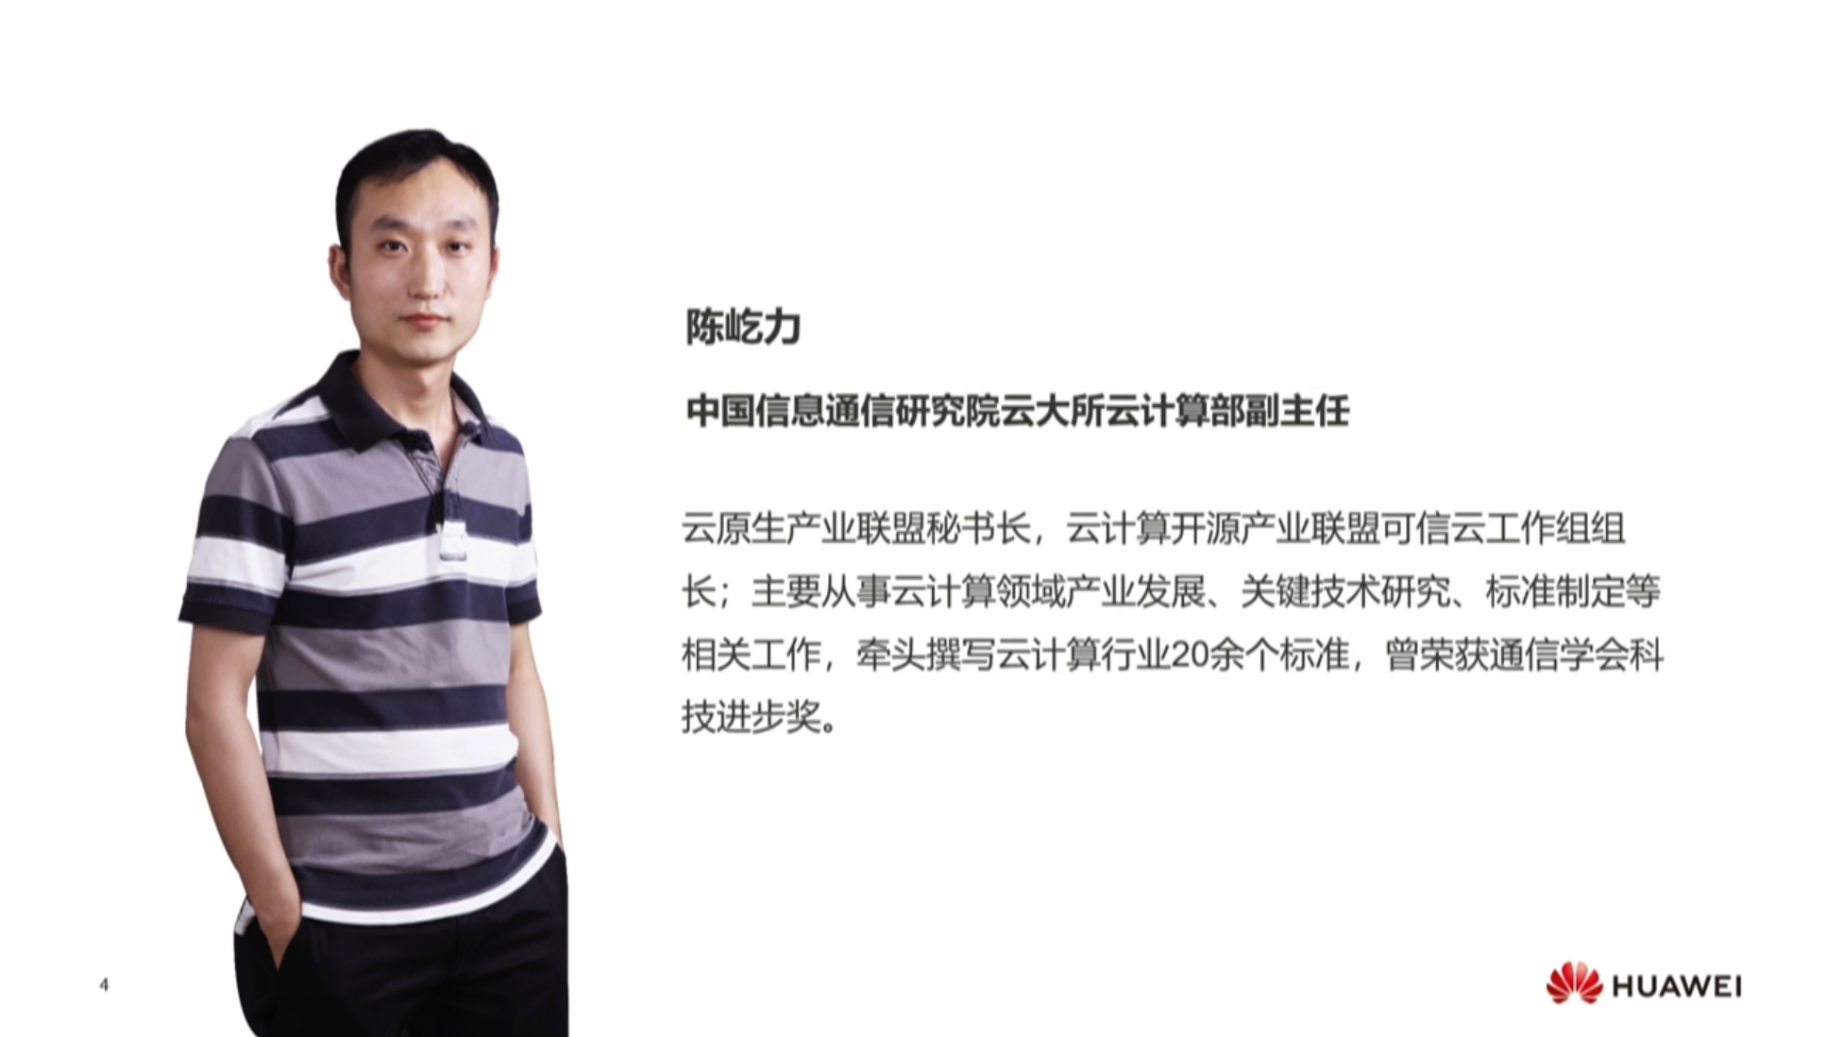 陈屹力
中国信息通信研究院云大所云计算部副主任
云原生产业联盟秘书长，云计算开源产业联盟可信云工作组组
长；主要从事云计算领域产业发展、关键技术研究、标准制定等
相关工作，牵头撰写云计算行业20余个标准，曾荣获通信学会科
技进步奖。
4
HUAWEI